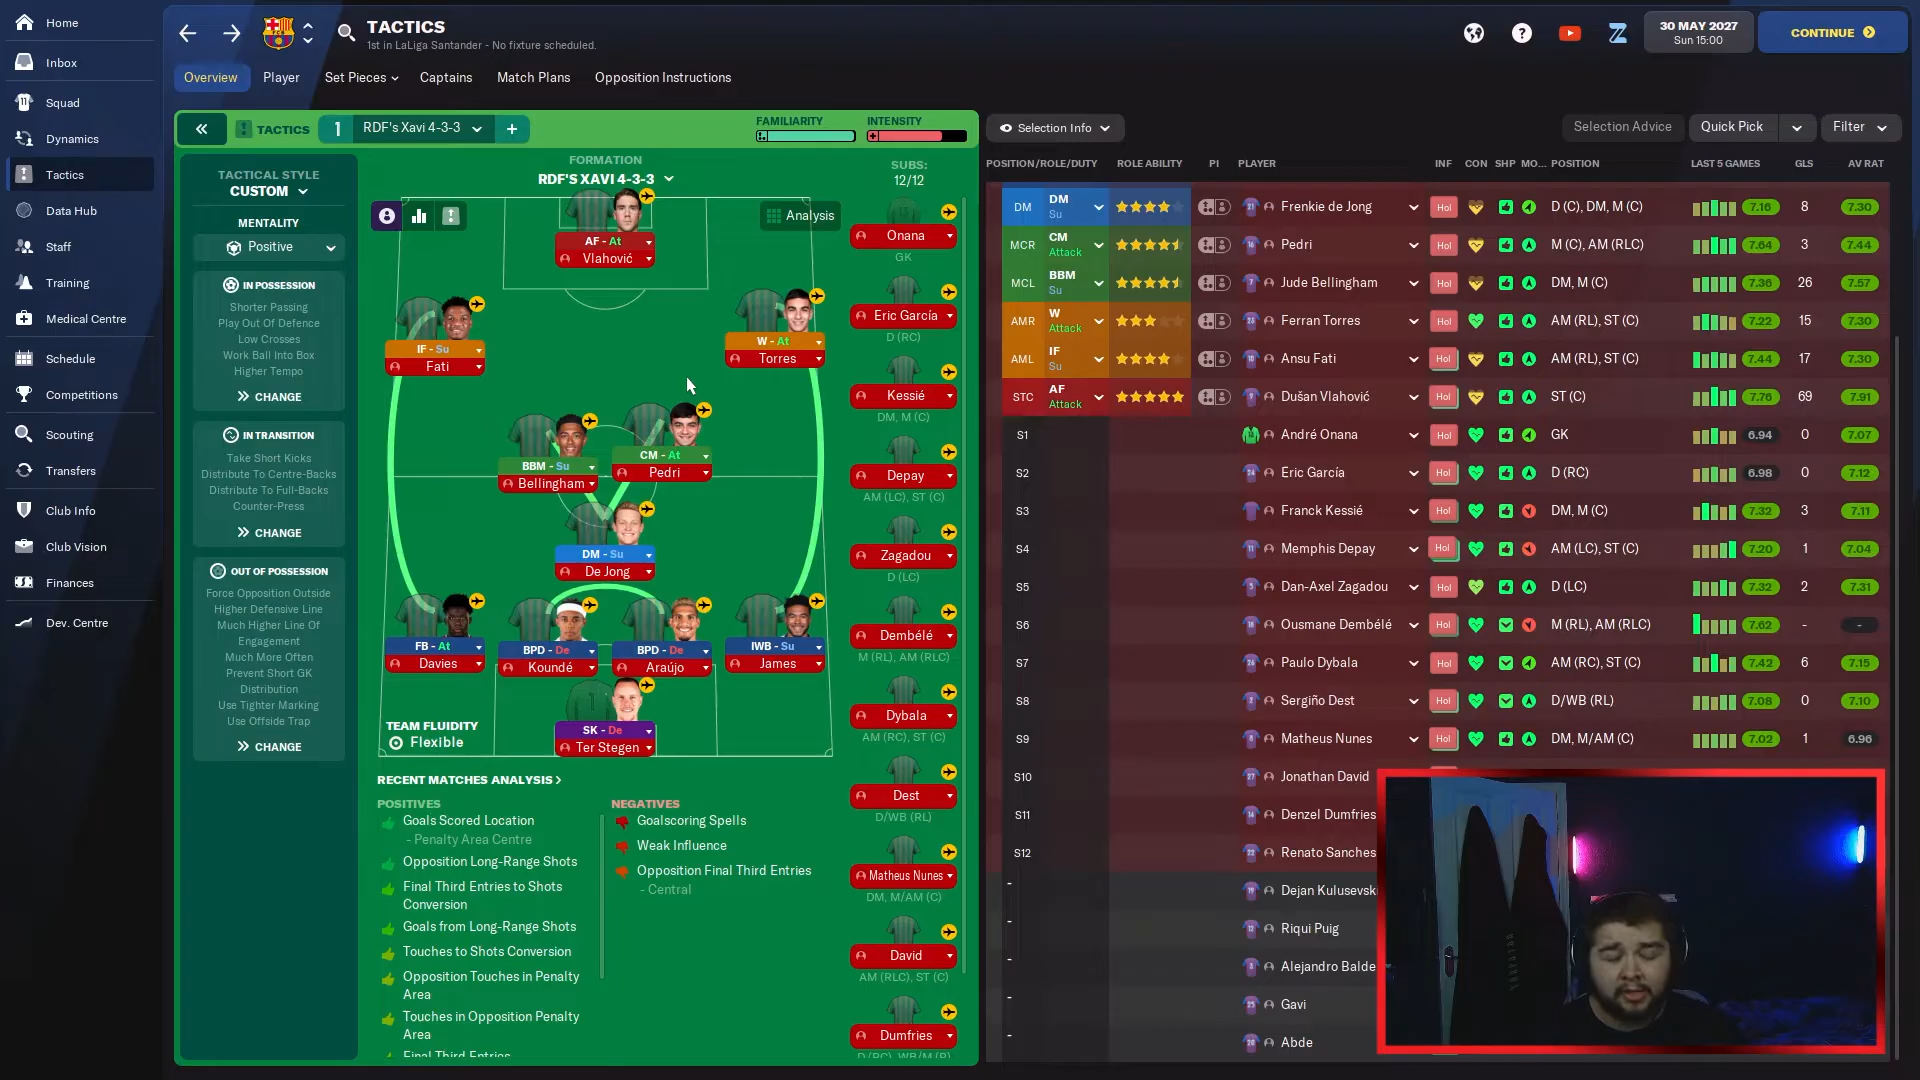 Home
Inbox
Squad
Dynamics
Tactics
Data Hub
Staff
Training
Medical Centre
Schedule
Competitions
Scouting
Transfers
Club Info
Club Vision
Finances
Dev. Centre
TACTICS
1st in LaLiga Santander - No fixture scheduled.
30 MAY 2027
Sun 15:00
CONTINUE
Overview Player Set Pieces Captains Match Plans Opposition Instructions
TACTICS 1 RDF's Xavi 4-3-3 +
FAMILIARITY INTENSITY
TACTICAL STYLE
CUSTOM
MENTALITY
Positive
IN POSSESSION
Shorter Passing
Play Out Of Defence
Low Crosses
Work Ball Into Box
Higher Tempo
CHANGE
IN TRANSITION
Take Short Kicks
Distribute To Centre-Backs
Distribute To Full-Backs
Counter-Press
CHANGE
OUT OF POSSESSION
Force Opposition Outside
Higher Defensive Line
Much Higher Line Of
Engagement
Much More Often
Prevent Short GK
Distribution
Use Tighter Marking
Use Offside Trap
CHANGE
FORMATION
RDF'S XAVI 4-3-3
Analysis
AF - At
Vlahović
IF - Su
Fati
W - At
Torres
BBM - Su
Bellingham
CM - At
Pedri
DM - Su
De Jong
FB - At
Davies
BPD - De
Koundé
BPD - De
Araújo
IWB - Su
James
SK - De
Ter Stegen
TEAM FLUIDITY
Flexible
RECENT MATCHES ANALYSIS
POSITIVES
Goals Scored Location
- Penalty Area Centre
Opposition Long-Range Shots
Final Third Entries to Shots
Conversion
Goals from Long-Range Shots
Touches to Shots Conversion
Opposition Touches in Penalty
Area
Touches in Opposition Penalty
Area
Final Third Entries
NEGATIVES
Goalscoring Spells
Weak Influence
Opposition Final Third Entries
- Central
SUBS:
12/12
Onana
GK
Eric García
D (RC)
Kessié
DM, M (C)
Depay
AM (LC), ST (C)
Zagadou
D (LC)
Dembélé
M (RL), AM (RLC)
Dybala
AM (RC), ST (C)
Dest
D/WB (RL)
Matheus Nunes
DM, M/AM (C)
David
AM (RLC), ST (C)
Dumfries
D (RC), WB/M (R)
Selection Info Selection Advice Quick Pick Filter
POSITION/ROLE/DUTY ROLE ABILITY PI PLAYER INF CON SHP MO... POSITION LAST 5 GAMES GLS AV RAT
DM DM Su Frenkie de Jong Hol D (C), DM, M (C) 7.16 8 7.30
MCR CM Attack Pedri Hol M (C), AM (RLC) 7.64 3 7.44
MCL BBM Su Jude Bellingham Hol DM, M (C) 7.36 26 7.57
AMR W Attack Ferran Torres Hol AM (RL), ST (C) 7.22 15 7.30
AML IF Su Ansu Fati Hol AM (RL), ST (C) 7.44 17 7.30
STC AF Attack Dušan Vlahović Hol ST (C) 7.76 69 7.91
S1 André Onana Hol GK 6.94 0 7.07
S2 Eric García Hol D (RC) 6.98 0 7.12
S3 Franck Kessié Hol DM, M (C) 7.32 3 7.11
S4 Memphis Depay Hol AM (LC), ST (C) 7.20 1 7.04
S5 Dan-Axel Zagadou Hol D (LC) 7.32 2 7.31
S6 Ousmane Dembélé Hol M (RL), AM (RLC) 7.62 - -
S7 Paulo Dybala Hol AM (RC), ST (C) 7.42 6 7.15
S8 Sergiño Dest Hol D/WB (RL) 7.08 0 7.10
S9 Matheus Nunes Hol DM, M/AM (C) 7.02 1 6.96
S10 Jonathan David
S11 Denzel Dumfries
S12 Renato Sanches
- Dejan Kulusevski
- Riqui Puig
- Alejandro Balde
- Gavi
- Abde